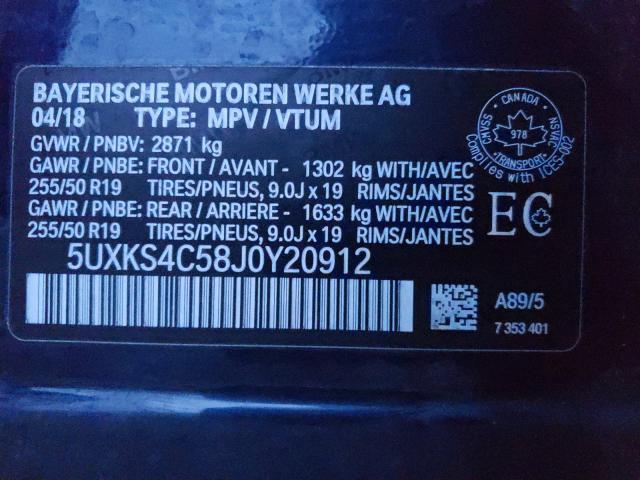 BAYERISCHE MOTOREN WERKE AG
04/18 TYPE: MPV / VTUM
GVWR / PNBV: 2871 kg
GAWR / PNBE: FRONT / AVANT - 1302 kg WITH/AVEC
255/50 R19 TIRES/PNEUS, 9.0J x 19 RIMS/JANTES
GAWR / PNBE: REAR / ARRIERE - 1633 kg WITH/AVEC
255/50 R19 TIRES/PNEUS, 9.0J x 19 RIMS/JANTES
5UXKS4C58J0Y20912
CANADA
CMVSS
NSVAC
978
TRANSPORT
Complies with ICES-002
EC
A89/5
7 353 401